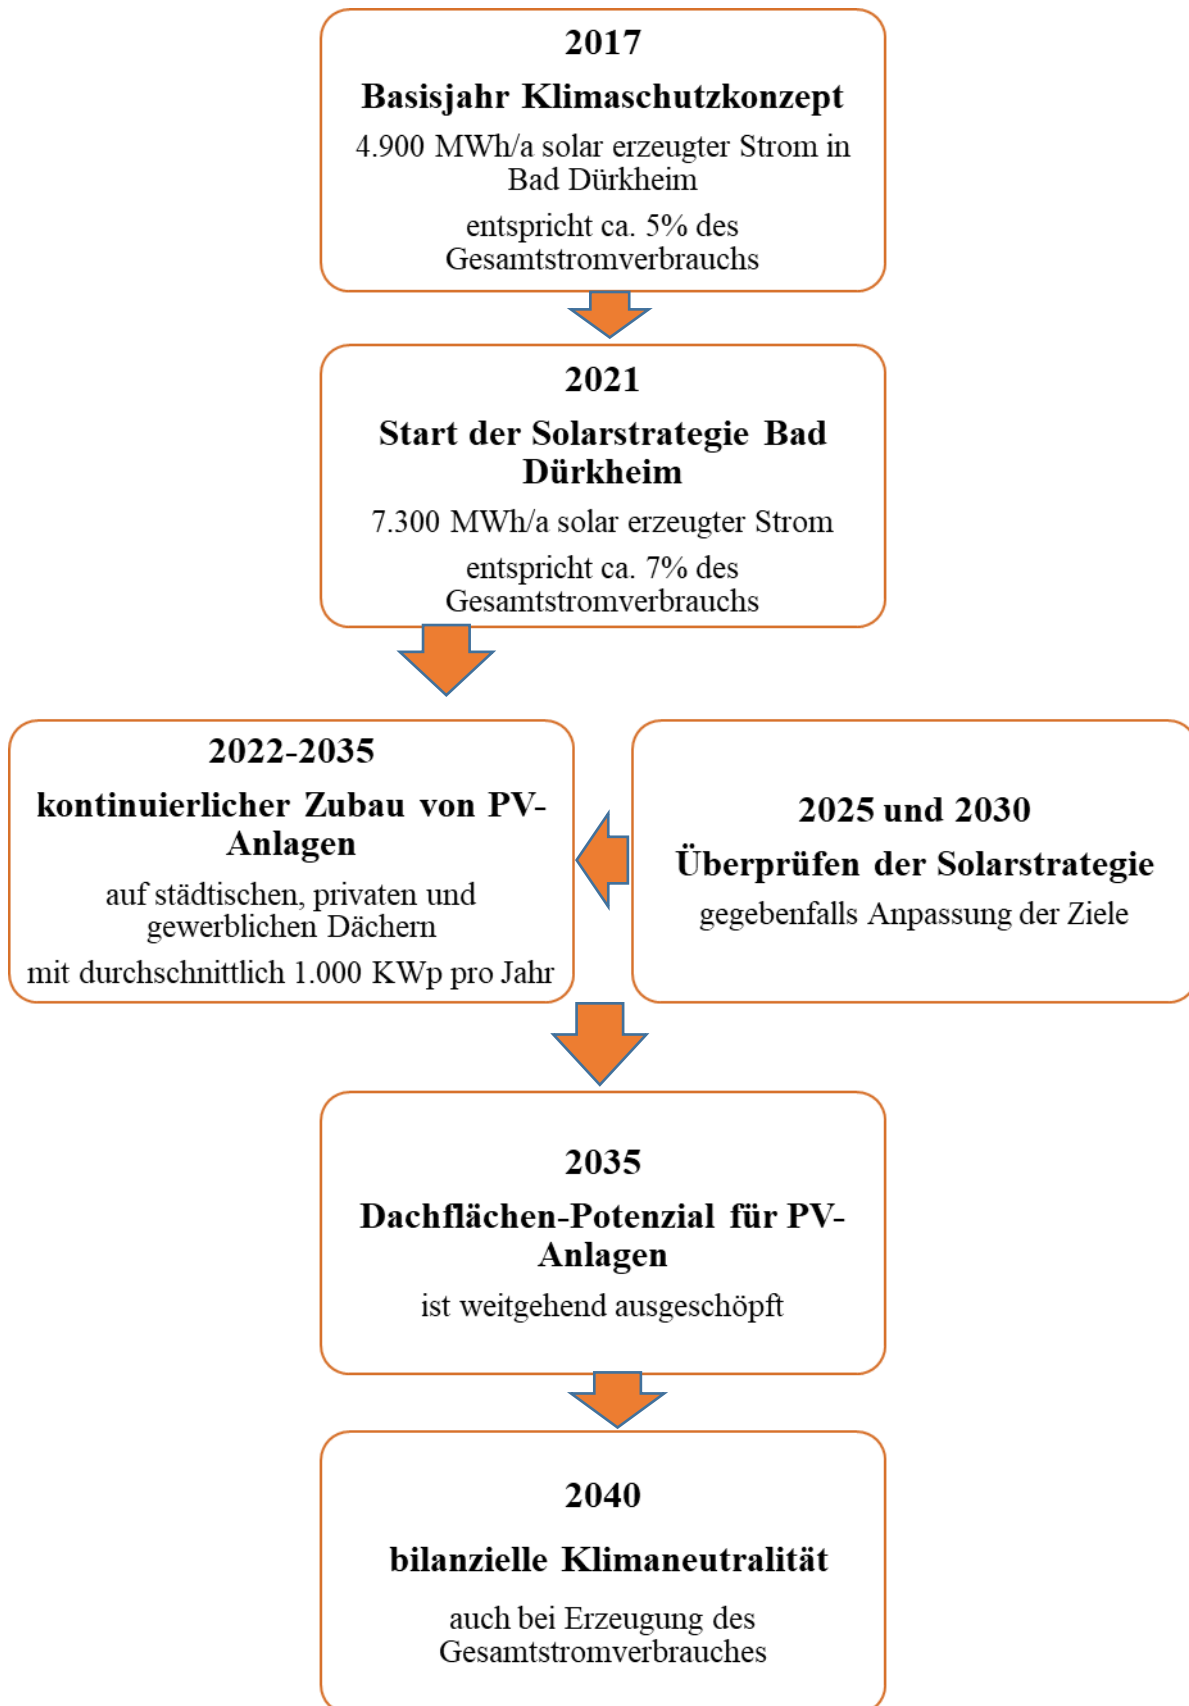 2017
Basisjahr Klimaschutzkonzept
4.900 MWh/a solar erzeugter Strom in
Bad Dürkheim
entspricht ca. 5% des
Gesamtstromverbrauchs
2021
Start der Solarstrategie Bad
Dürkheim
7.300 MWh/a solar erzeugter Strom
entspricht ca. 7% des
Gesamtstromverbrauchs
2022-2035
kontinuierlicher Zubau von PV-
Anlagen
auf städtischen, privaten und
gewerblichen Dächern
mit durchschnittlich 1.000 KWp pro Jahr
2025 und 2030
Überprüfen der Solarstrategie
gegebenfalls Anpassung der Ziele
2035
Dachflächen-Potenzial für PV-
Anlagen
ist weitgehend ausgeschöpft
2040
bilanzielle Klimaneutralität
auch bei Erzeugung des
Gesamtstromverbrauches